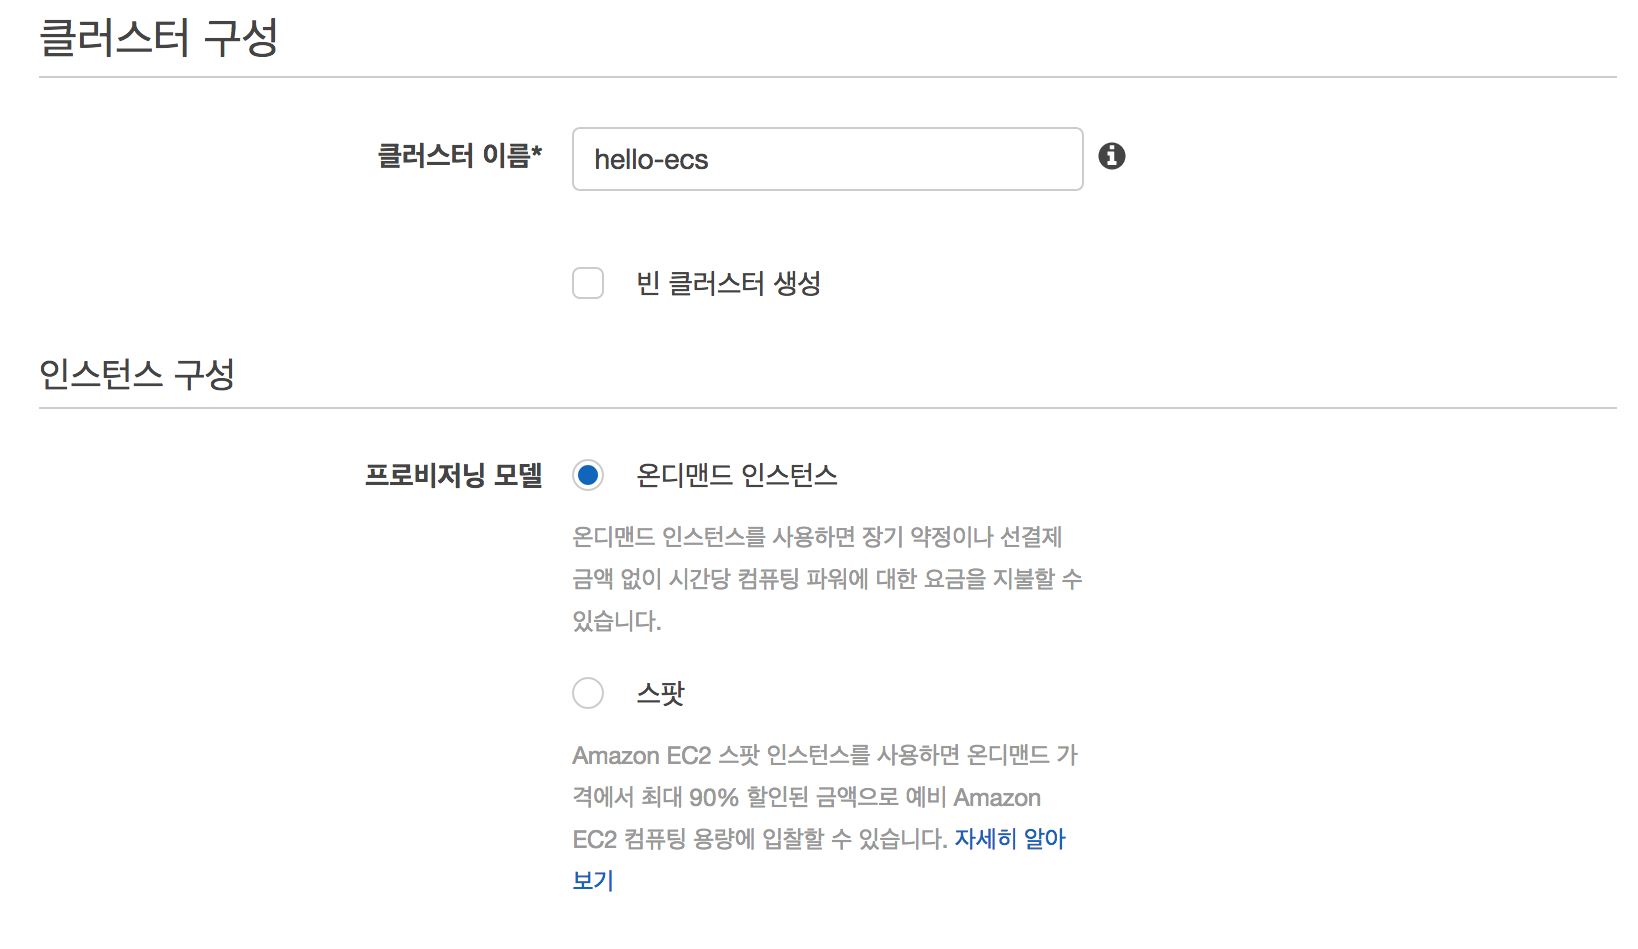 클러스터 구성
클러스터 이름*
hello-ecs
빈 클러스터 생성
인스턴스 구성
프로비저닝 모델
온디맨드 인스턴스
온디맨드 인스턴스를 사용하면 장기 약정이나 선결제
금액 없이 시간당 컴퓨팅 파워에 대한 요금을 지불할 수
있습니다.
스팟
Amazon EC2 스팟 인스턴스를 사용하면 온디맨드 가
격에서 최대 90% 할인된 금액으로 예비 Amazon
EC2 컴퓨팅 용량에 입찰할 수 있습니다. 자세히 알아
보기